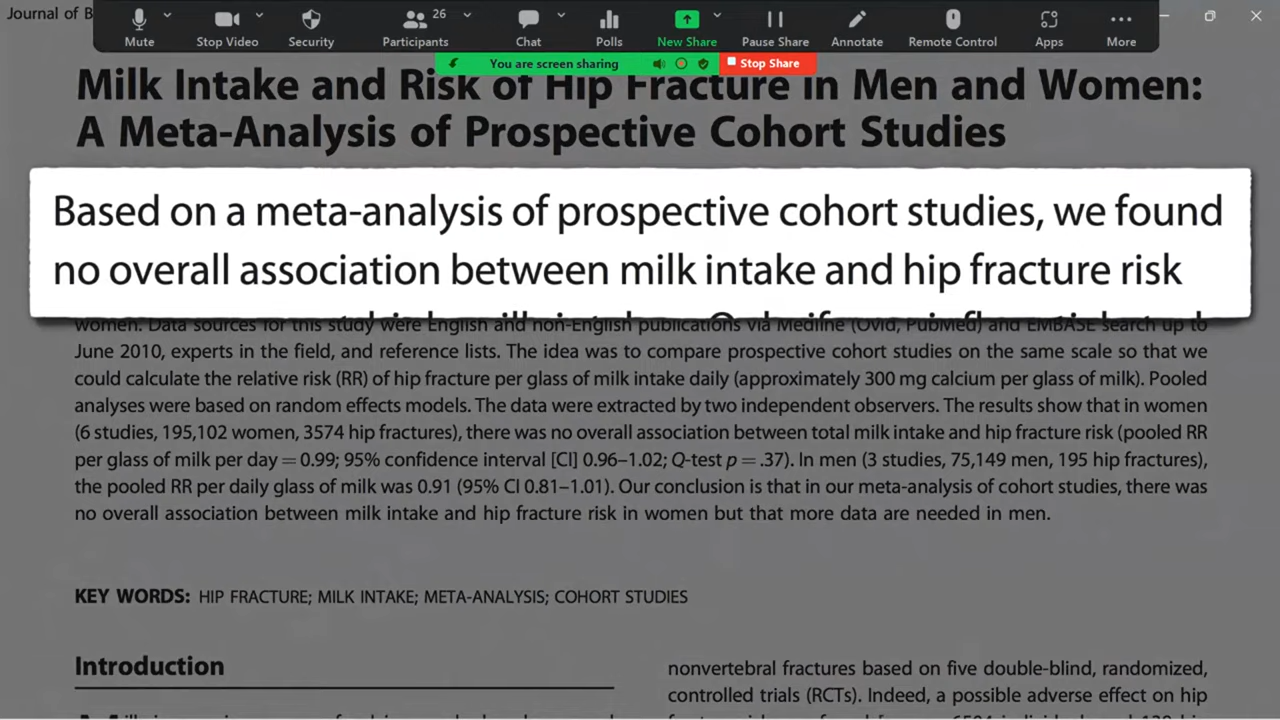 Journal of B
26
Mute
Stop Video
Security
Participants
Chat
Polls
New Share
Pause Share
Annotate
Remote Control
Apps
More
You are screen sharing
Stop Share
Milk Intake and Risk of Hip Fracture in Men and Women:
A Meta-Analysis of Prospective Cohort Studies
Based on a meta-analysis of prospective cohort studies, we found
no overall association between milk intake and hip fracture risk
women. Data sources for this study were English and non-English publications via Medline (Ovid, PubMed) and EMBASE search up to
June 2010, experts in the field, and reference lists. The idea was to compare prospective cohort studies on the same scale so that we
could calculate the relative risk (RR) of hip fracture per glass of milk intake daily (approximately 300 mg calcium per glass of milk). Pooled
analyses were based on random effects models. The data were extracted by two independent observers. The results show that in women
(6 studies, 195,102 women, 3574 hip fractures), there was no overall association between total milk intake and hip fracture risk (pooled RR
per glass of milk per day = 0.99; 95% confidence interval [CI] 0.96–1.02; Q-test p = .37). In men (3 studies, 75,149 men, 195 hip fractures),
the pooled RR per daily glass of milk was 0.91 (95% CI 0.81–1.01). Our conclusion is that in our meta-analysis of cohort studies, there was
no overall association between milk intake and hip fracture risk in women but that more data are needed in men.
KEY WORDS: HIP FRACTURE; MILK INTAKE; META-ANALYSIS; COHORT STUDIES
Introduction
nonvertebral fractures based on five double-blind, randomized,
controlled trials (RCTs). Indeed, a possible adverse effect on hip